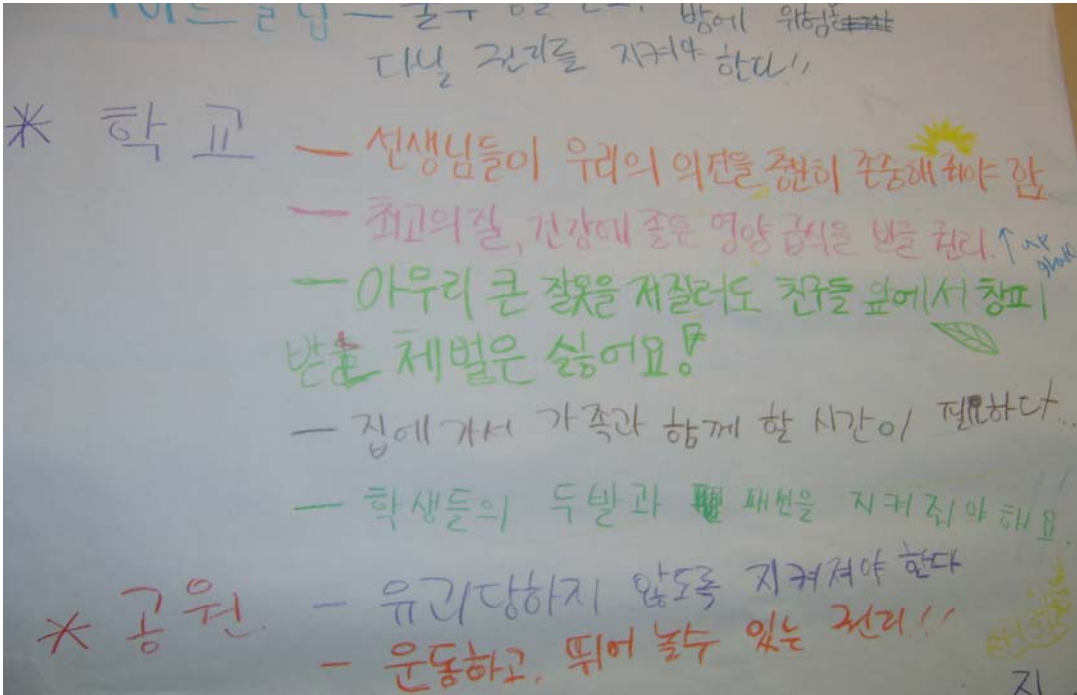 밤에 위험
다닐 권리를 지켜야 한다!!
* 학교 — 선생님들이 우리의 의견을 충분히 존중해줘야 함
— 최고의 질, 건강에 좋은 영양 급식을 받을 권리. ↑ up grade
— 아무리 큰 잘못을 저질러도 친구들 앞에서 창피
받는 체벌은 싫어요!
— 집에 가서 가족과 함께 할 시간이 필요하다...
— 학생들의 두발과 패션을 지켜줘야 해요.
* 공원. - 유괴당하지 않도록 지켜져야 한다
- 운동하고, 뛰어 놀수 있는 권리!!